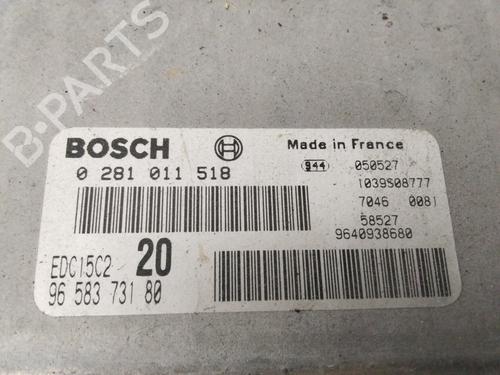 B-PARTS
BOSCH
Made in France
0 281 011 518
944 050527
1039S08777
7046 0081
58527
9640938680
EDC15C2 20
96 583 731 80